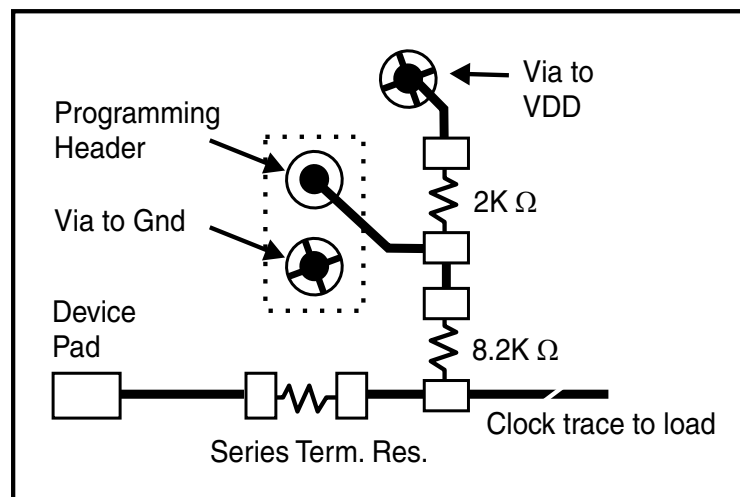 Via to
VDD
Programming
Header
2K Ω
Via to Gnd
Device
Pad
8.2K Ω
Clock trace to load
Series Term. Res.